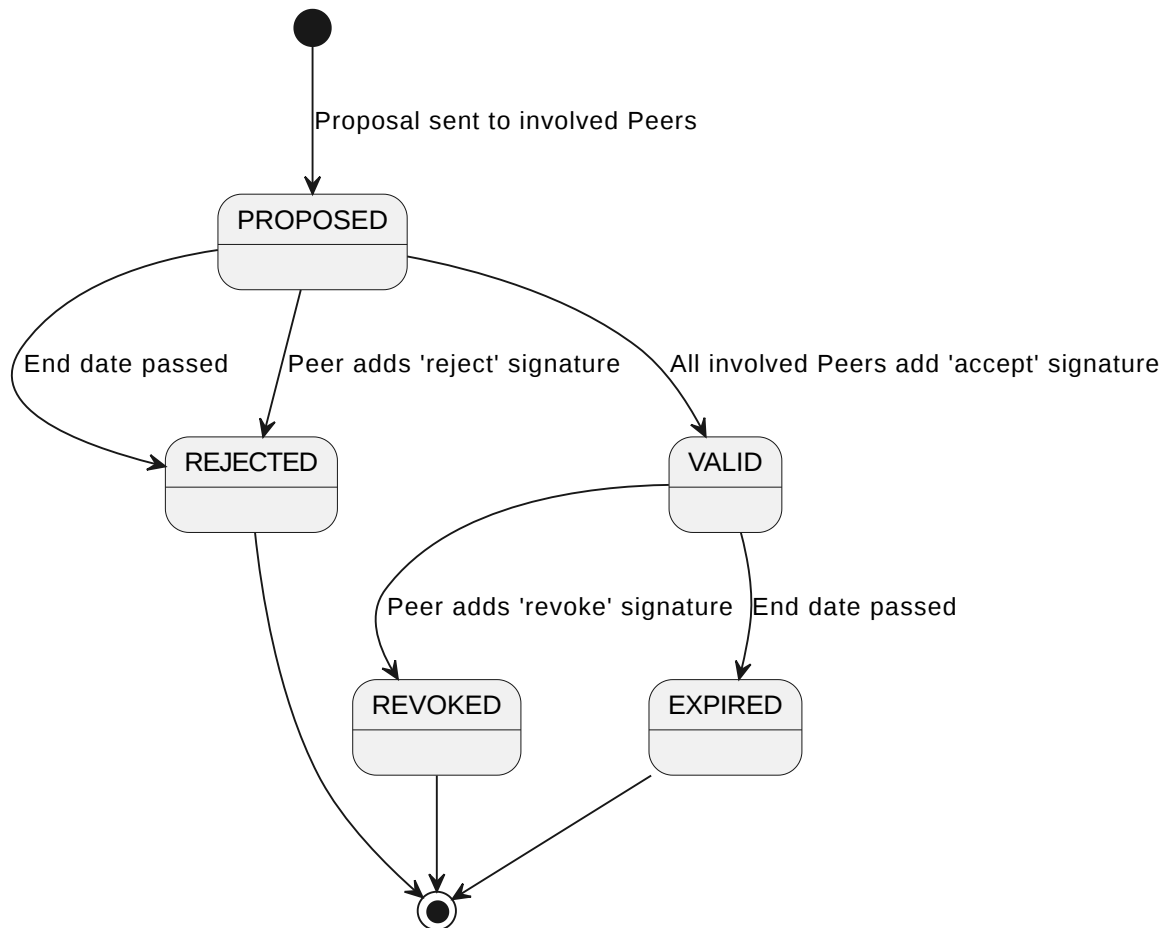 Proposal sent to involved Peers
PROPOSED
End date passed
Peer adds 'reject' signature
All involved Peers add 'accept' signature
REJECTED
VALID
Peer adds 'revoke' signature
End date passed
REVOKED
EXPIRED